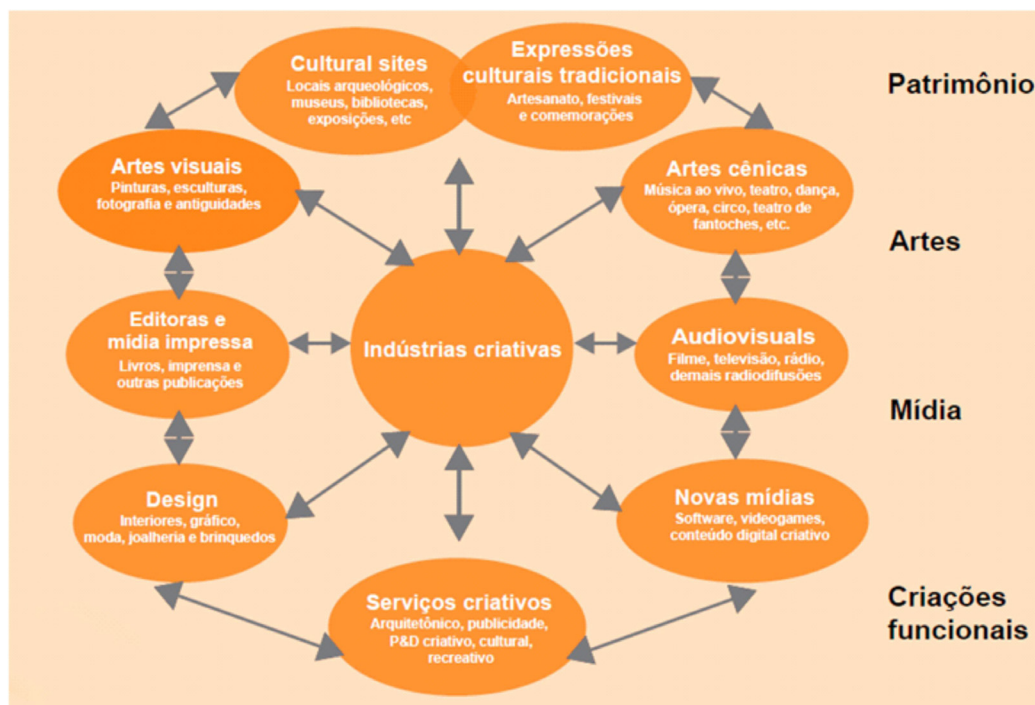 Cultural sites
Locais arqueológicos,
museus, bibliotecas,
exposições, etc
Expressões
culturais tradicionais
Artesanato, festivais
e comemorações
Patrimônio
Artes visuais
Pinturas, esculturas,
fotografia e antiguidades
Artes cênicas
Música ao vivo, teatro, dança,
ópera, circo, teatro de
fantoches, etc.
Artes
Editoras e
mídia impressa
Livros, imprensa e
outras publicações
Indústrias criativas
Audiovisuals
Filme, televisão, rádio,
demais radiodifusões
Mídia
Design
Interiores, gráfico,
moda, joalheria e brinquedos
Novas mídias
Software, videogames,
conteúdo digital criativo
Serviços criativos
Arquitetônico, publicidade,
P&D criativo, cultural,
recreativo
Criações
funcionais